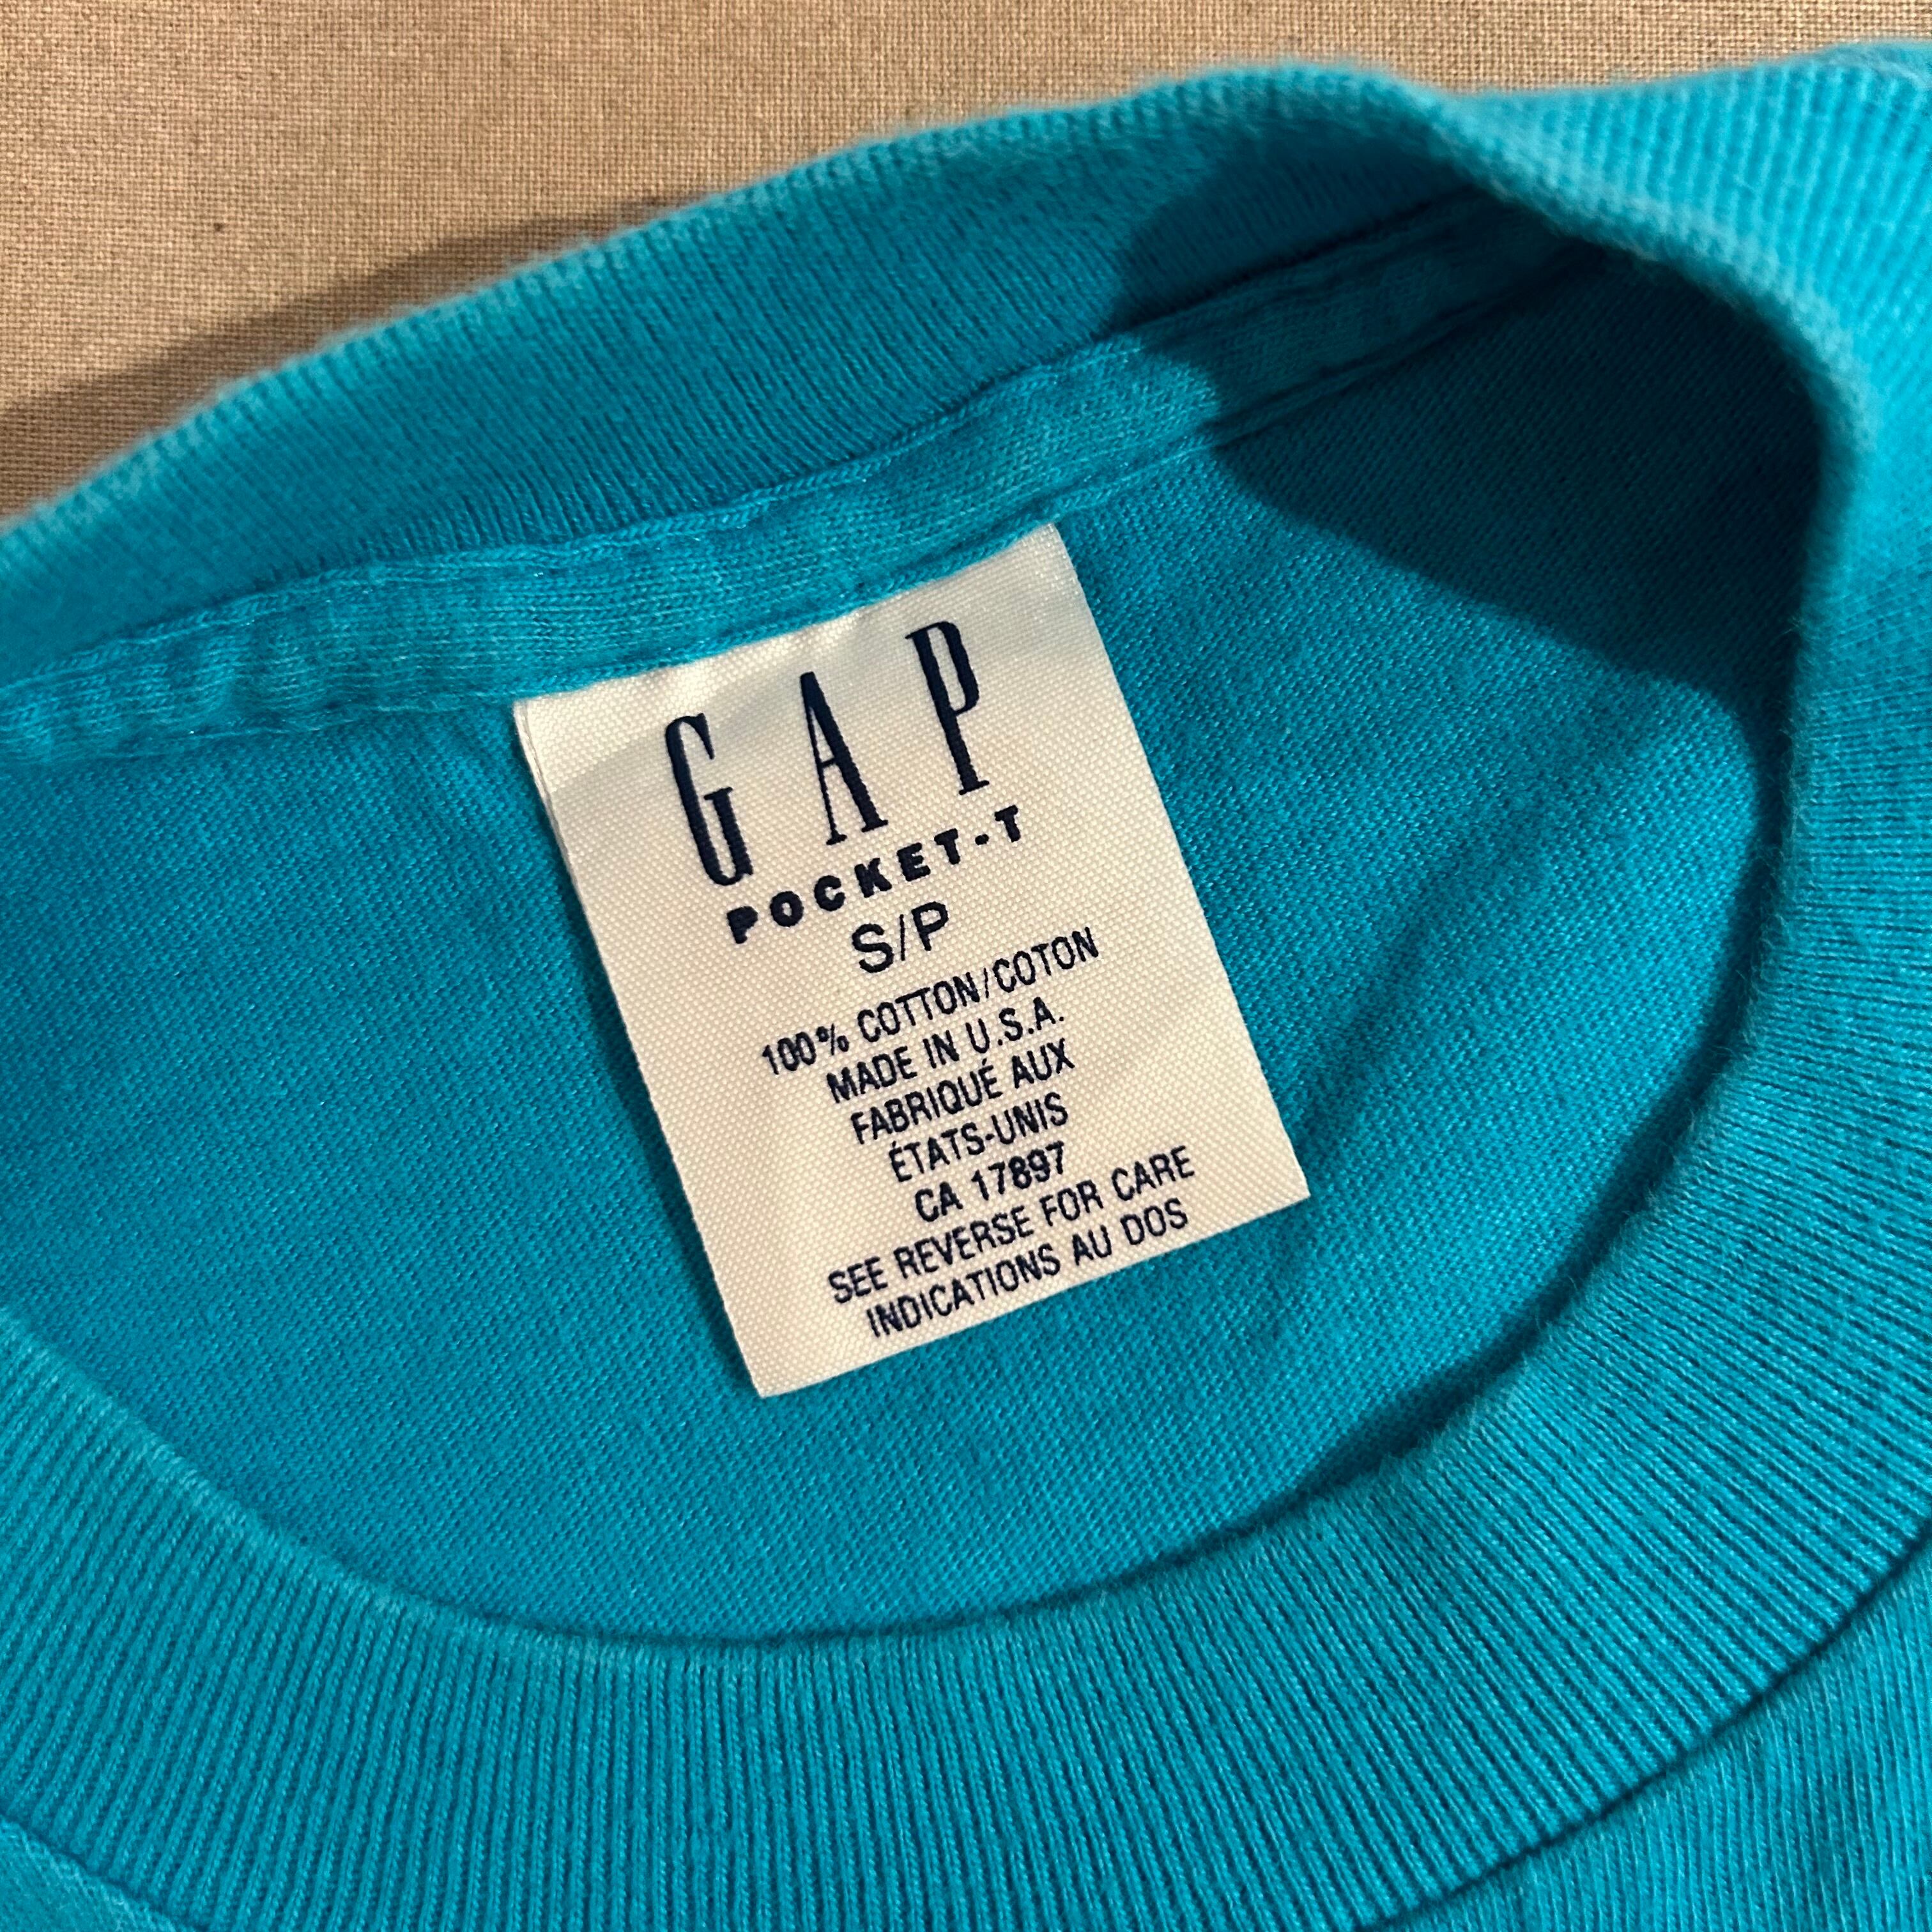 GAP
POCKET-T
S/P
100% COTTON/COTON
MADE IN U.S.A.
FABRIQUÉ AUX
ÉTATS-UNIS
CA 17897
SEE REVERSE FOR CARE
INDICATIONS AU DOS